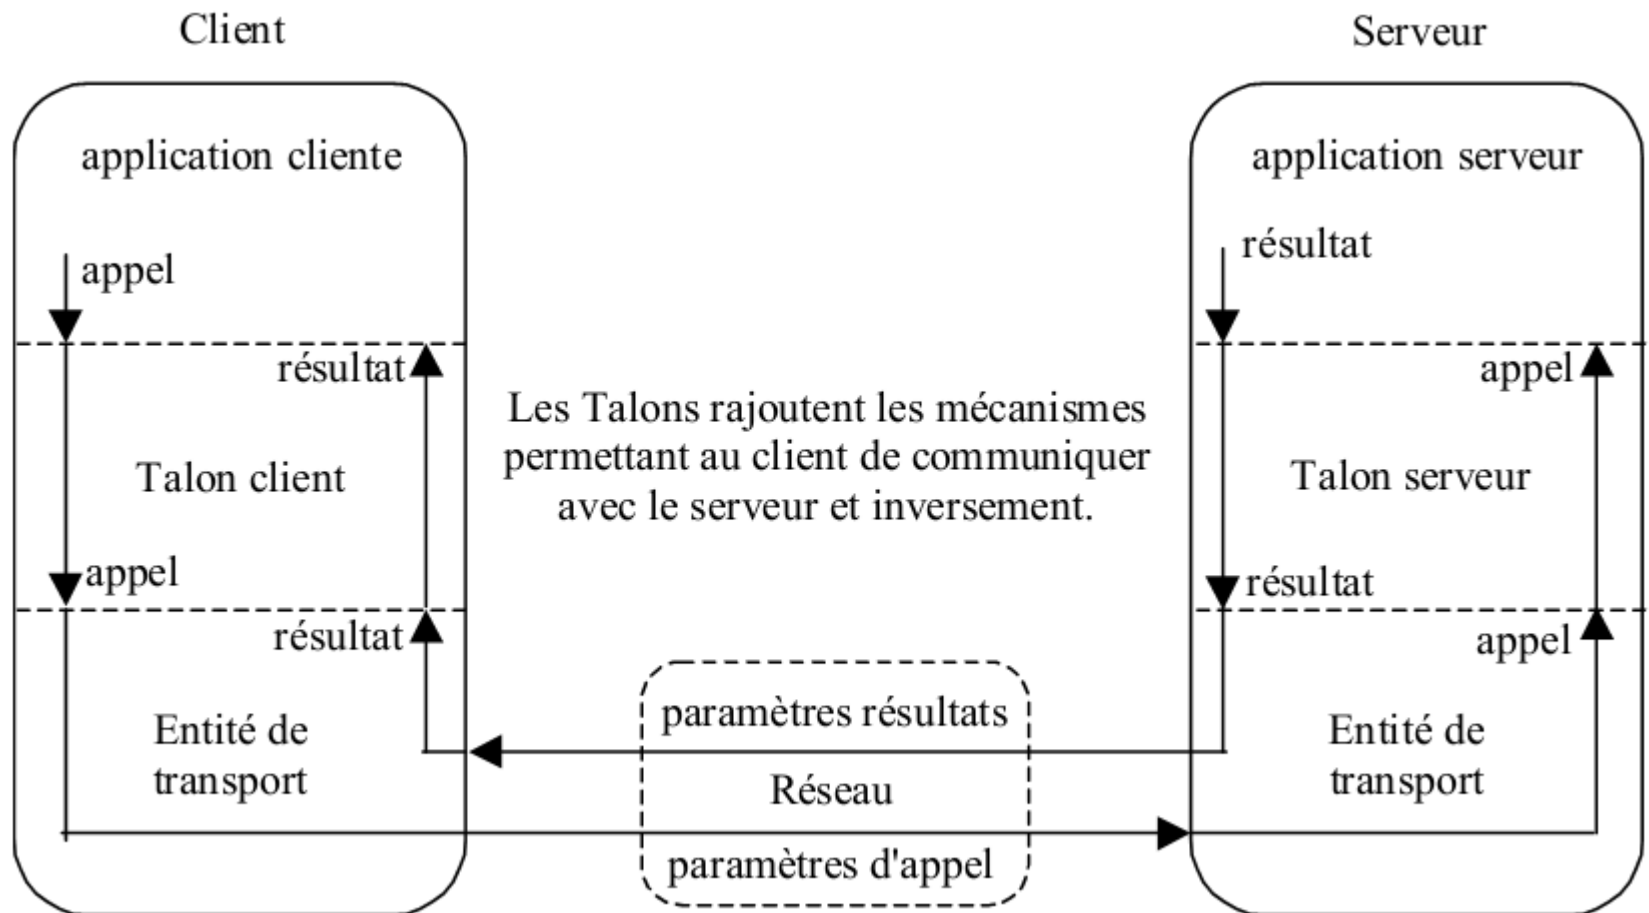 Client
Serveur
application cliente
application serveur
appel
résultat
résultat
appel
Les Talons rajoutent les mécanismes
permettant au client de communiquer
avec le serveur et inversement.
Talon client
Talon serveur
appel
résultat
résultat
appel
Entité de
transport
paramètres résultats
Réseau
paramètres d'appel
Entité de
transport